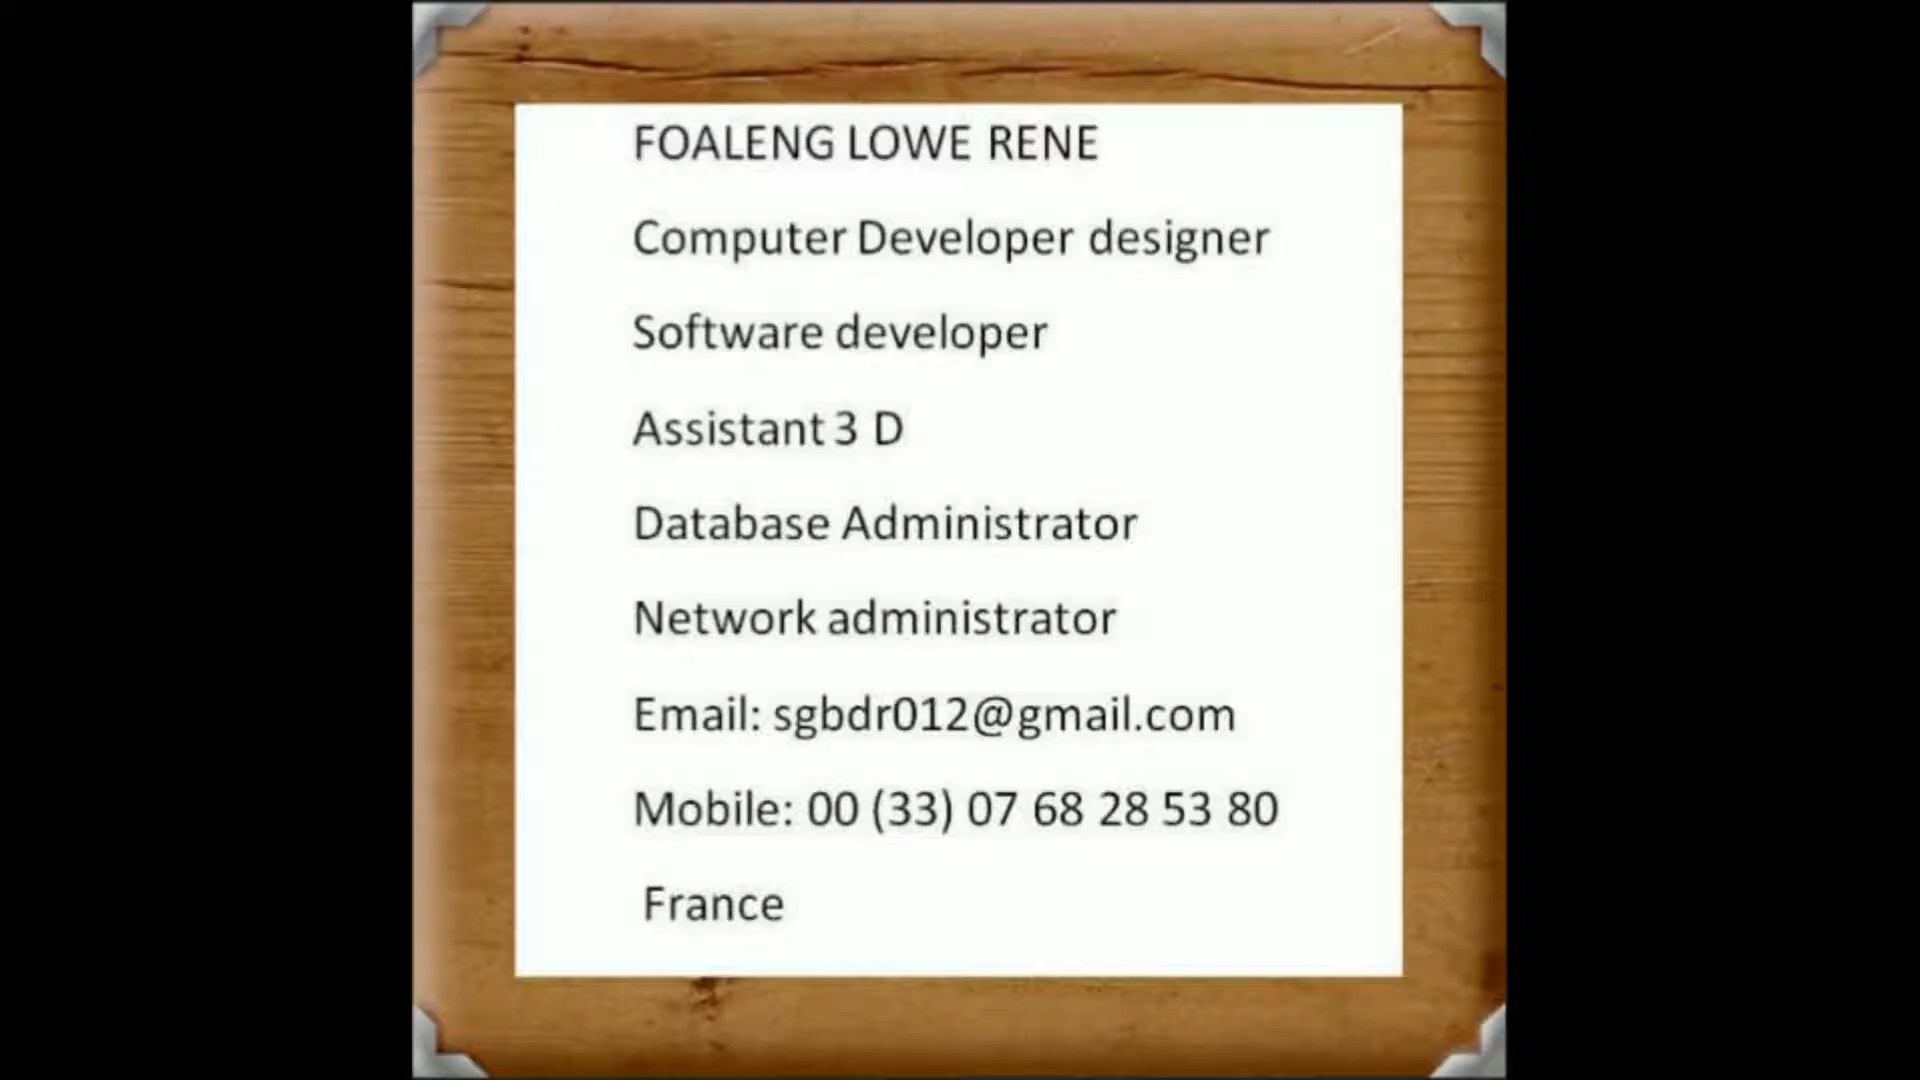 FOALENG LOWE RENE
Computer Developer designer
Software developer
Assistant 3 D
Database Administrator
Network administrator
Email: sgbdr012@gmail.com
Mobile: 00 (33) 07 68 28 53 80
France